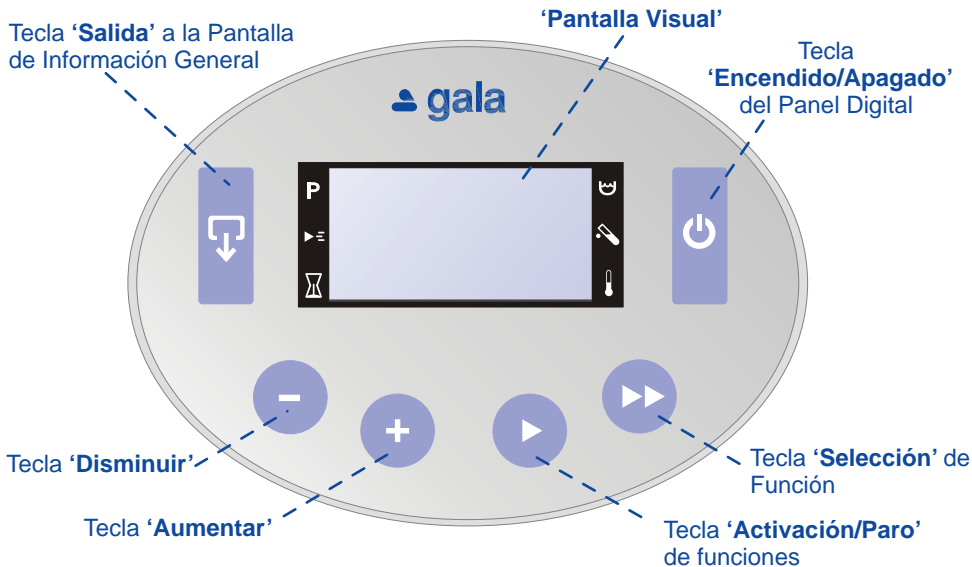 Tecla ‘Salida’ a la Pantalla
de Información General
‘Pantalla Visual’
Tecla
‘Encendido/Apagado’
del Panel Digital
gala
P
Tecla ‘Disminuir’
Tecla ‘Aumentar’
Tecla ‘Selección’ de
Función
Tecla ‘Activación/Paro’
de funciones